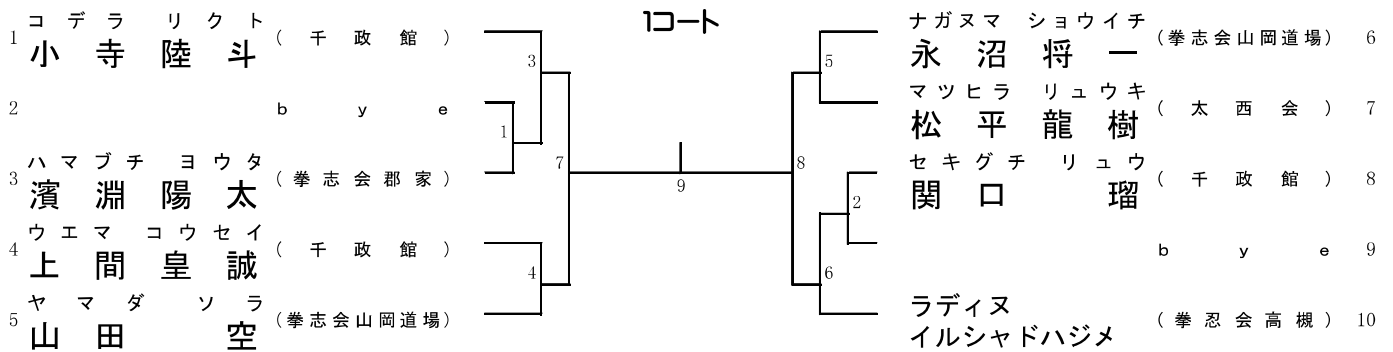 1コート
コデラ リクト
1 小寺陸斗 (千政館)
2 bye
ハマブチ ヨウタ
3 濱淵陽太 (拳志会郡家)
ウエマ コウセイ
4 上間皇誠 (千政館)
ヤマダ ソラ
5 山田空 (拳志会山岡道場)
3
1
7
4
9
5
8
2
6
ナガヌマ ショウイチ
永沼将一 (拳志会山岡道場) 6
マツヒラ リュウキ
松平龍樹 (太西会) 7
セキグチ リュウ
関口瑠 (千政館) 8
bye 9
ラディヌ
イルシャドハジメ (拳忍会高槻) 10